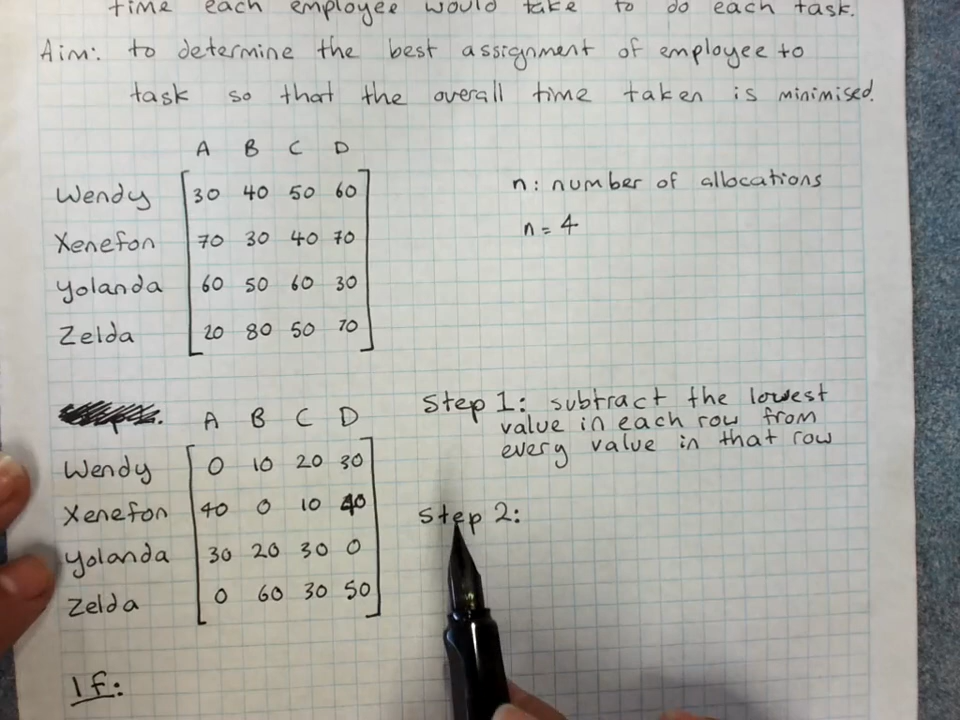 time each employee would take to do each task.
Aim: to determine the best assignment of employee to
task so that the overall time taken is minimised.
A B C D
Wendy 30 40 50 60
n: number of allocations
Xenefon 70 30 40 70
n = 4
Yolanda 60 50 60 30
Zelda 20 80 50 70
Step 1: subtract the lowest
value in each row from
every value in that row
A B C D
Wendy 0 10 20 30
Xenefon 40 0 10 40
Step 2:
Yolanda 30 20 30 0
Zelda 0 60 30 50
If: